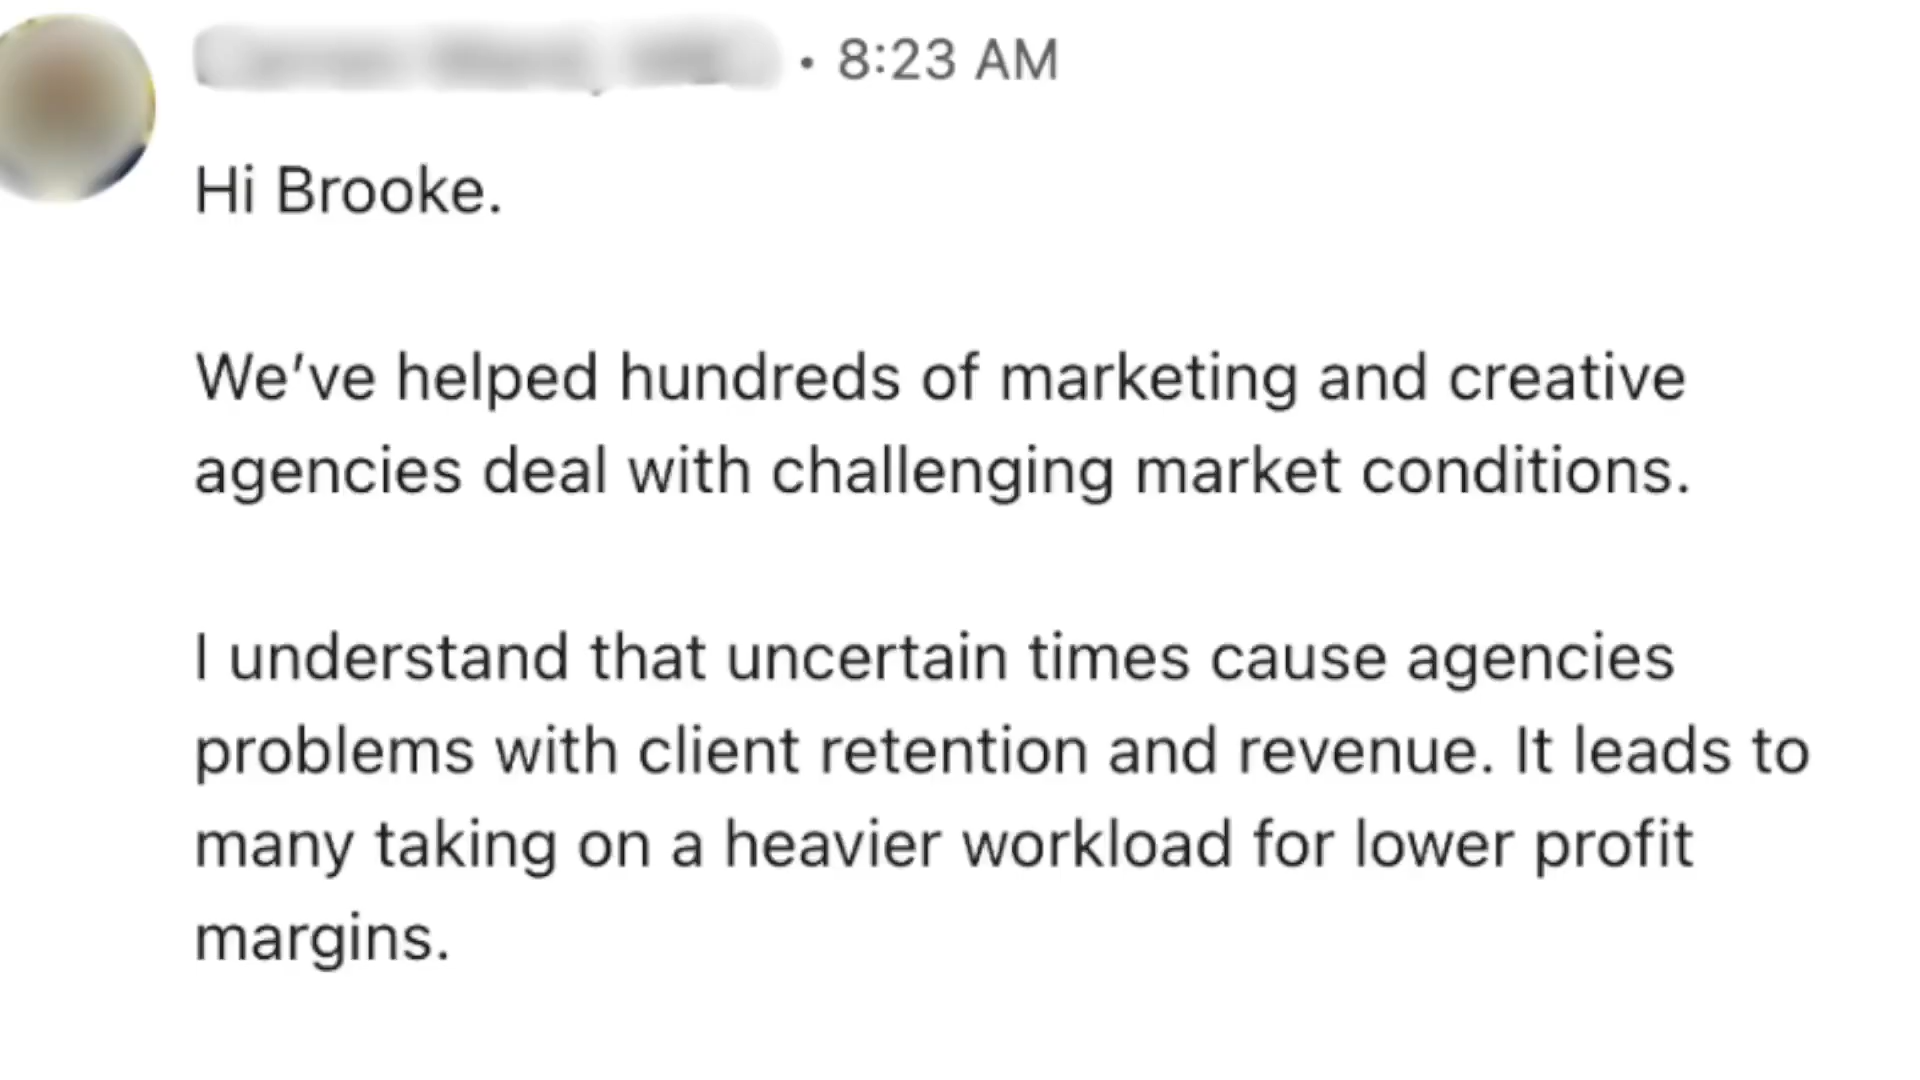 • 8:23 AM
Hi Brooke.
We’ve helped hundreds of marketing and creative
agencies deal with challenging market conditions.
I understand that uncertain times cause agencies
problems with client retention and revenue. It leads to
many taking on a heavier workload for lower profit
margins.